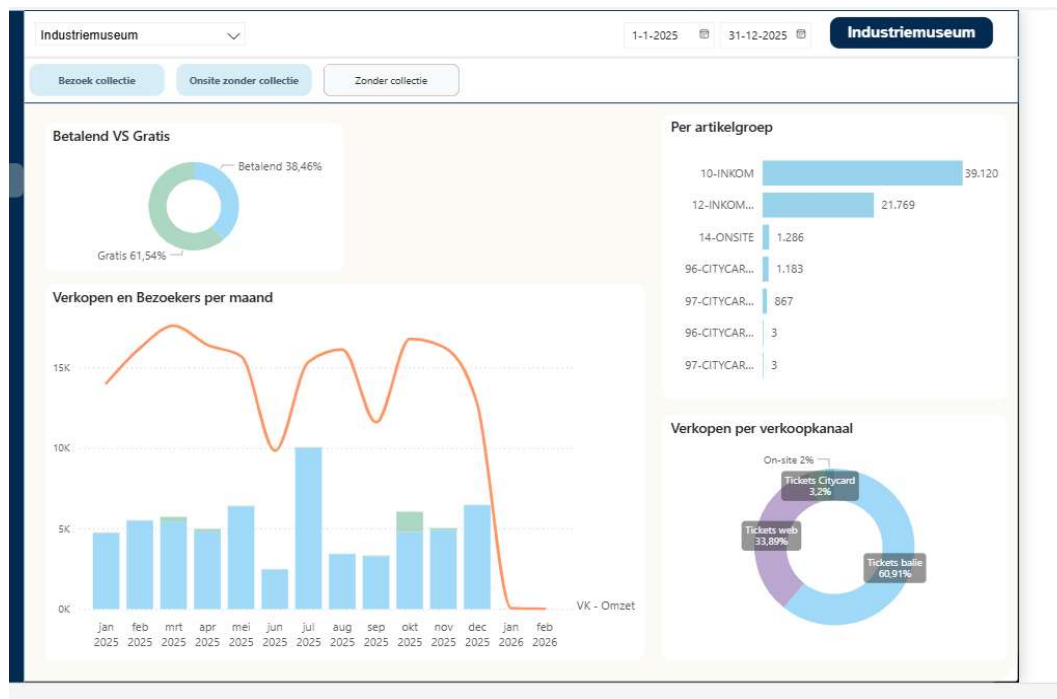 Industriemuseum
1-1-2025
31-12-2025
Industriemuseum
Bezoek collectie
Onsite zonder collectie
Zonder collectie
Betalend VS Gratis
Betalend 38,46%
Gratis 61,54%
Per artikelgroep
10-INKOM
39.120
12-INKOM...
21.769
14-ONSITE
1.286
96-CITYCAR...
1.183
97-CITYCAR...
867
96-CITYCAR...
3
97-CITYCAR...
3
Verkopen en Bezoekers per maand
15K
10K
5K
0K
VK - Omzet
jan feb mrt apr mei jun jul aug sep okt nov dec jan feb
2025 2025 2025 2025 2025 2025 2025 2025 2025 2025 2025 2025 2026 2026
Verkopen per verkoopkanaal
On-site 2%
Tickets Citycard
3,2%
Tickets web
33,89%
Tickets balie
60,91%